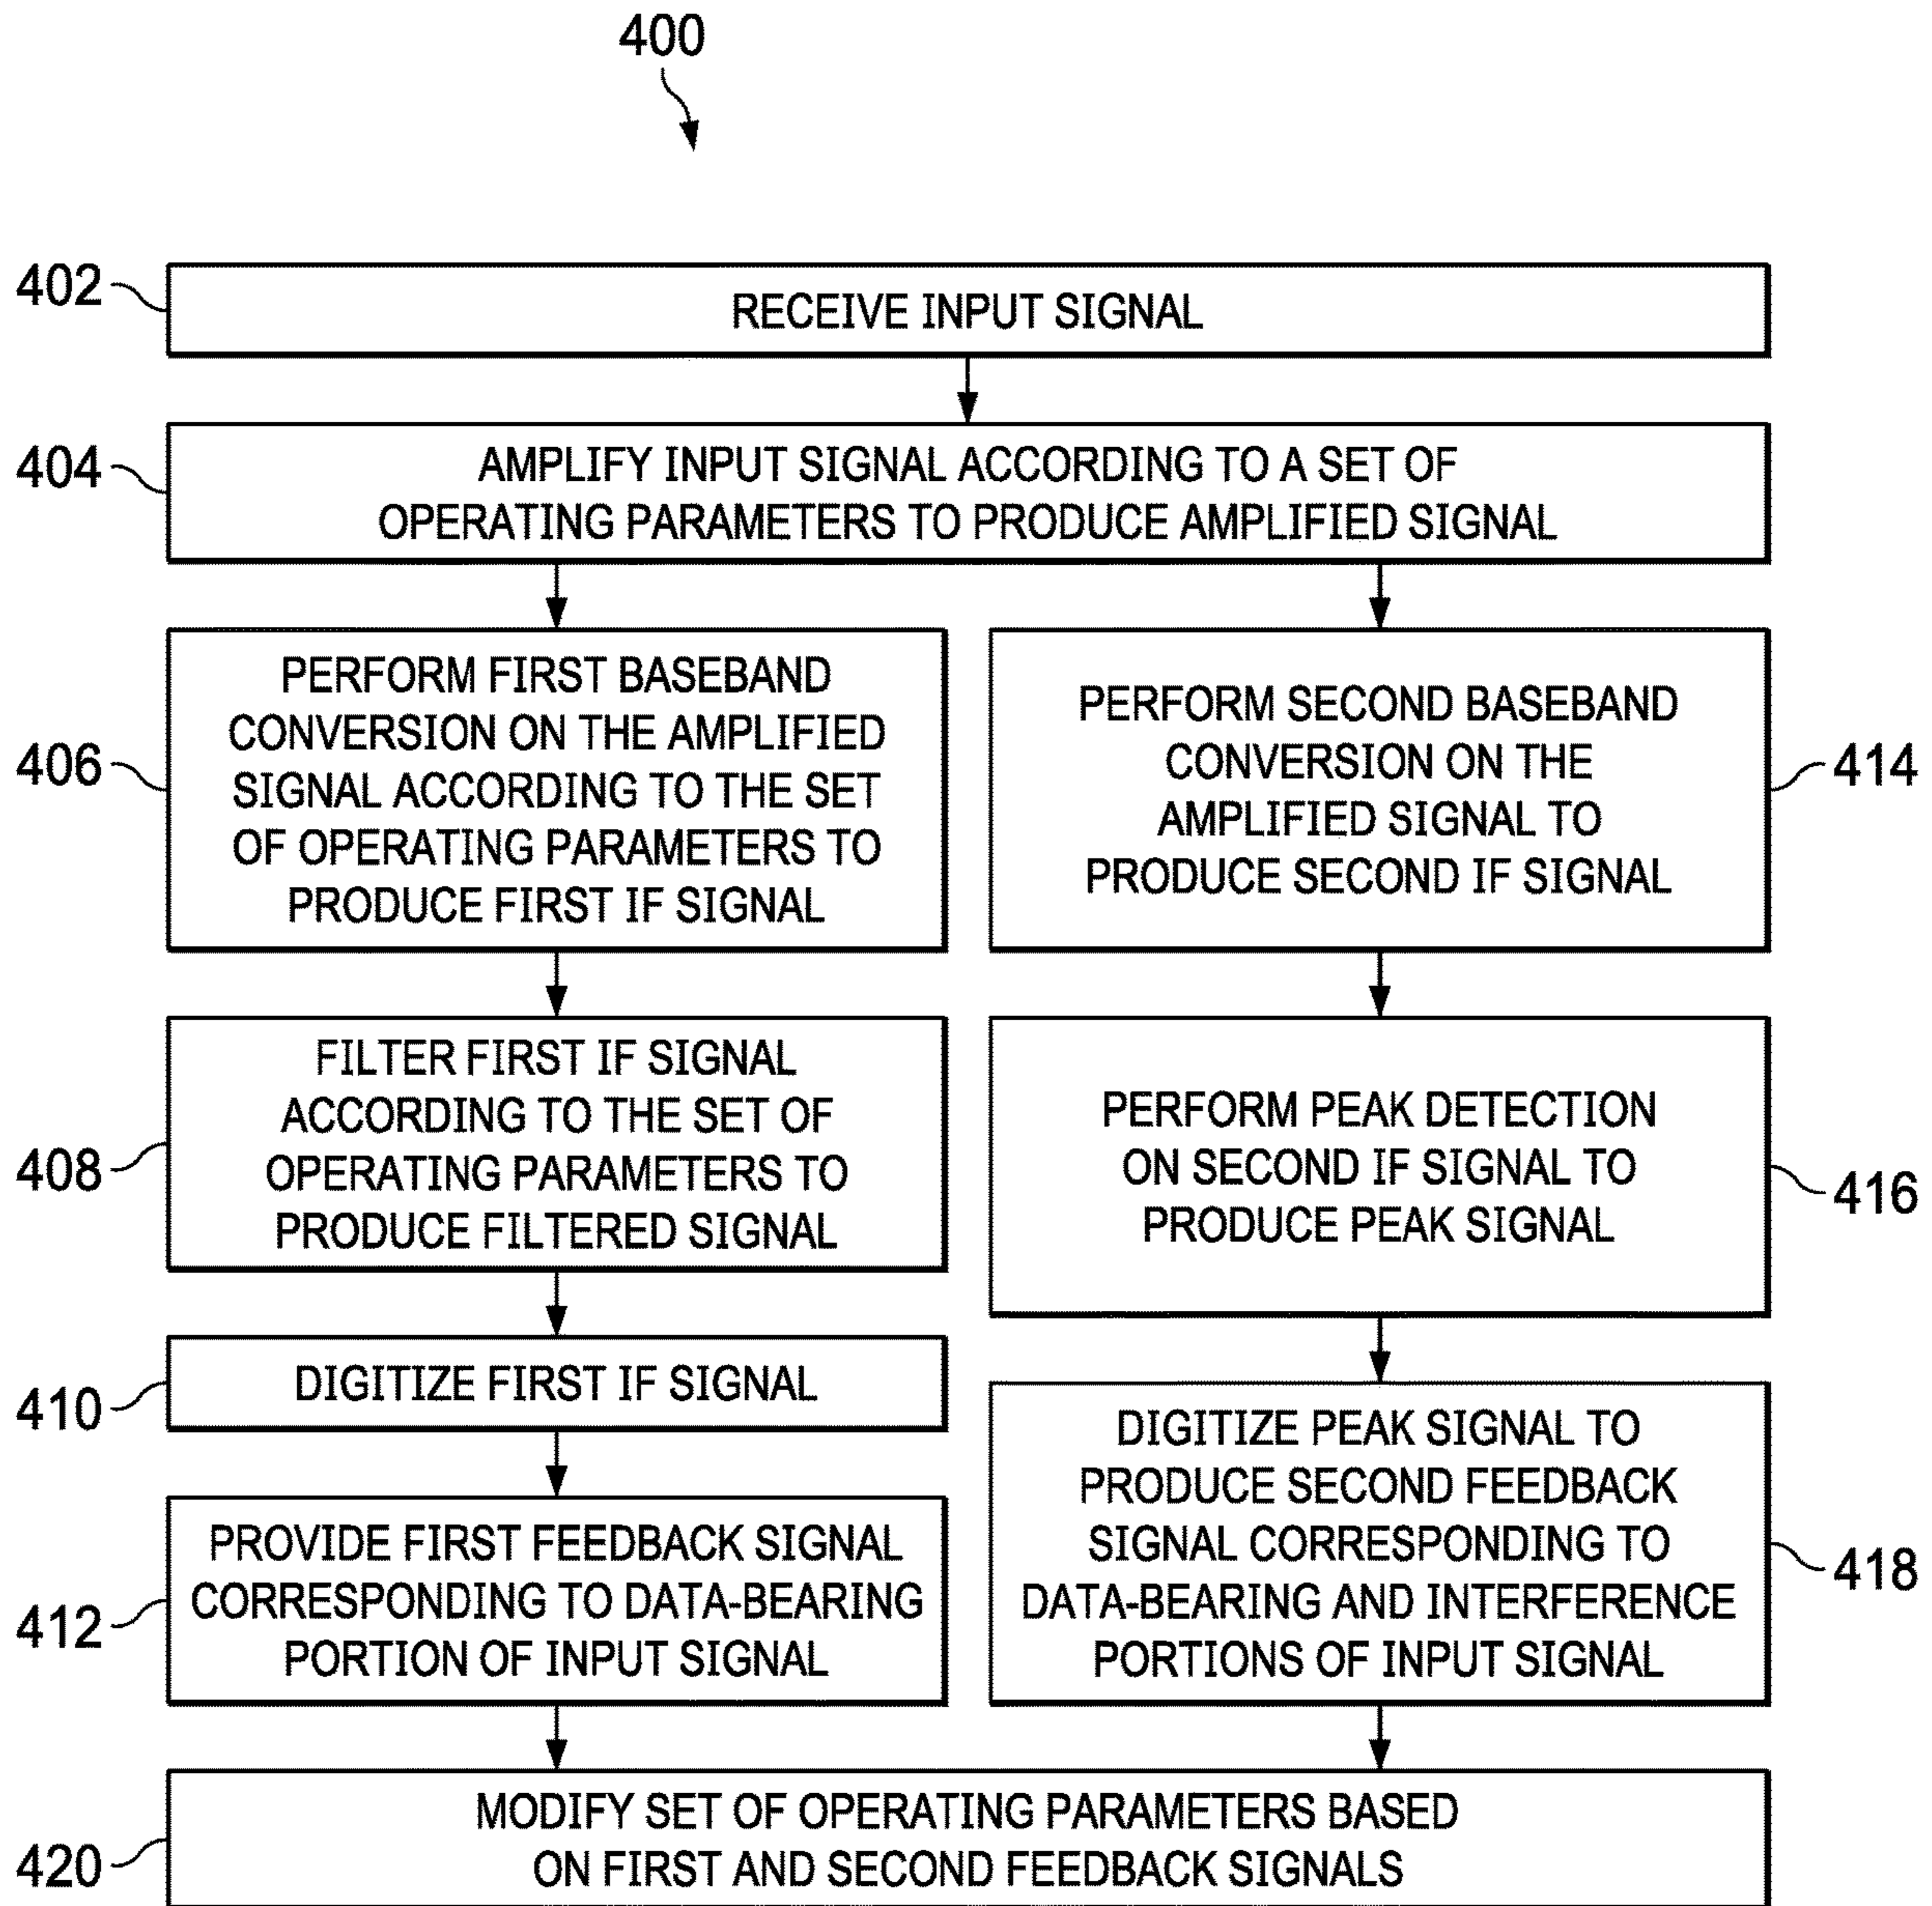 400
402
RECEIVE INPUT SIGNAL
404
AMPLIFY INPUT SIGNAL ACCORDING TO A SET OF
OPERATING PARAMETERS TO PRODUCE AMPLIFIED SIGNAL
406
PERFORM FIRST BASEBAND
CONVERSION ON THE AMPLIFIED
SIGNAL ACCORDING TO THE SET
OF OPERATING PARAMETERS TO
PRODUCE FIRST IF SIGNAL
408
FILTER FIRST IF SIGNAL
ACCORDING TO THE SET OF
OPERATING PARAMETERS TO
PRODUCE FILTERED SIGNAL
410
DIGITIZE FIRST IF SIGNAL
412
PROVIDE FIRST FEEDBACK SIGNAL
CORRESPONDING TO DATA-BEARING
PORTION OF INPUT SIGNAL
PERFORM SECOND BASEBAND
CONVERSION ON THE
AMPLIFIED SIGNAL TO
PRODUCE SECOND IF SIGNAL
414
PERFORM PEAK DETECTION
ON SECOND IF SIGNAL TO
PRODUCE PEAK SIGNAL
416
DIGITIZE PEAK SIGNAL TO
PRODUCE SECOND FEEDBACK
SIGNAL CORRESPONDING TO
DATA-BEARING AND INTERFERENCE
PORTIONS OF INPUT SIGNAL
418
420
MODIFY SET OF OPERATING PARAMETERS BASED
ON FIRST AND SECOND FEEDBACK SIGNALS